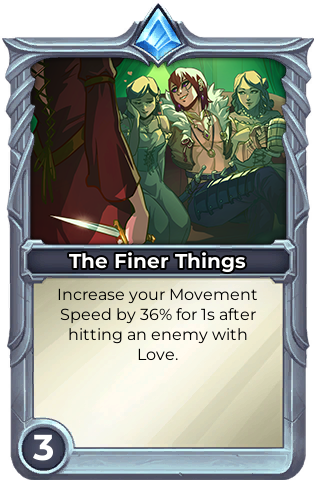 The Finer Things
Increase your Movement
Speed by 36% for 1s after
hitting an enemy with
Love.
3